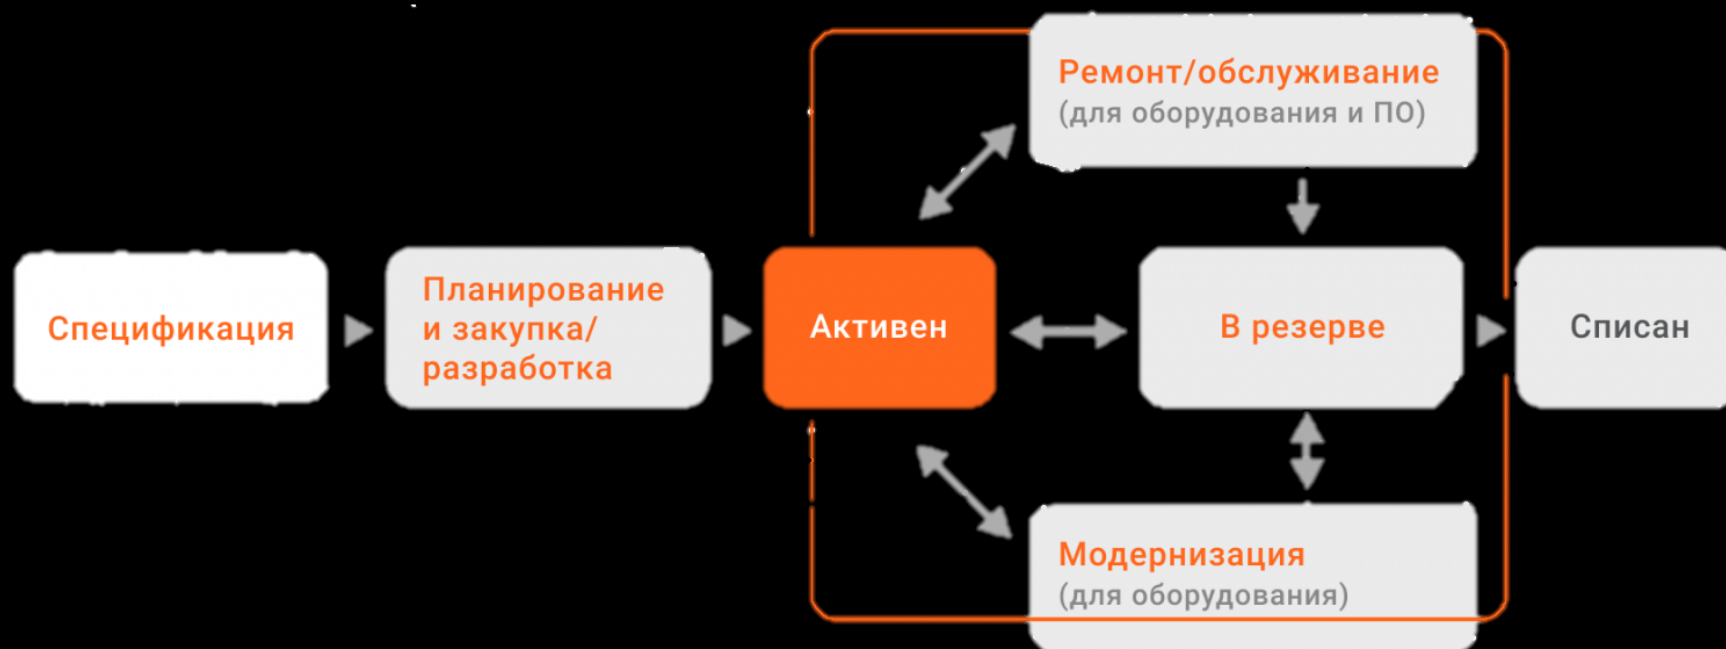 Ремонт/обслуживание
(для оборудования и ПО)
Спецификация
Планирование
и закупка/
разработка
Активен
В резерве
Списан
Модернизация
(для оборудования)